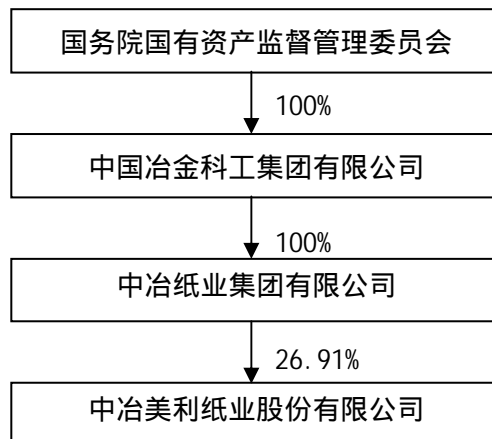 国务院国有资产监督管理委员会
100%
中国冶金科工集团有限公司
100%
中冶纸业集团有限公司
26.91%
中冶美利纸业股份有限公司